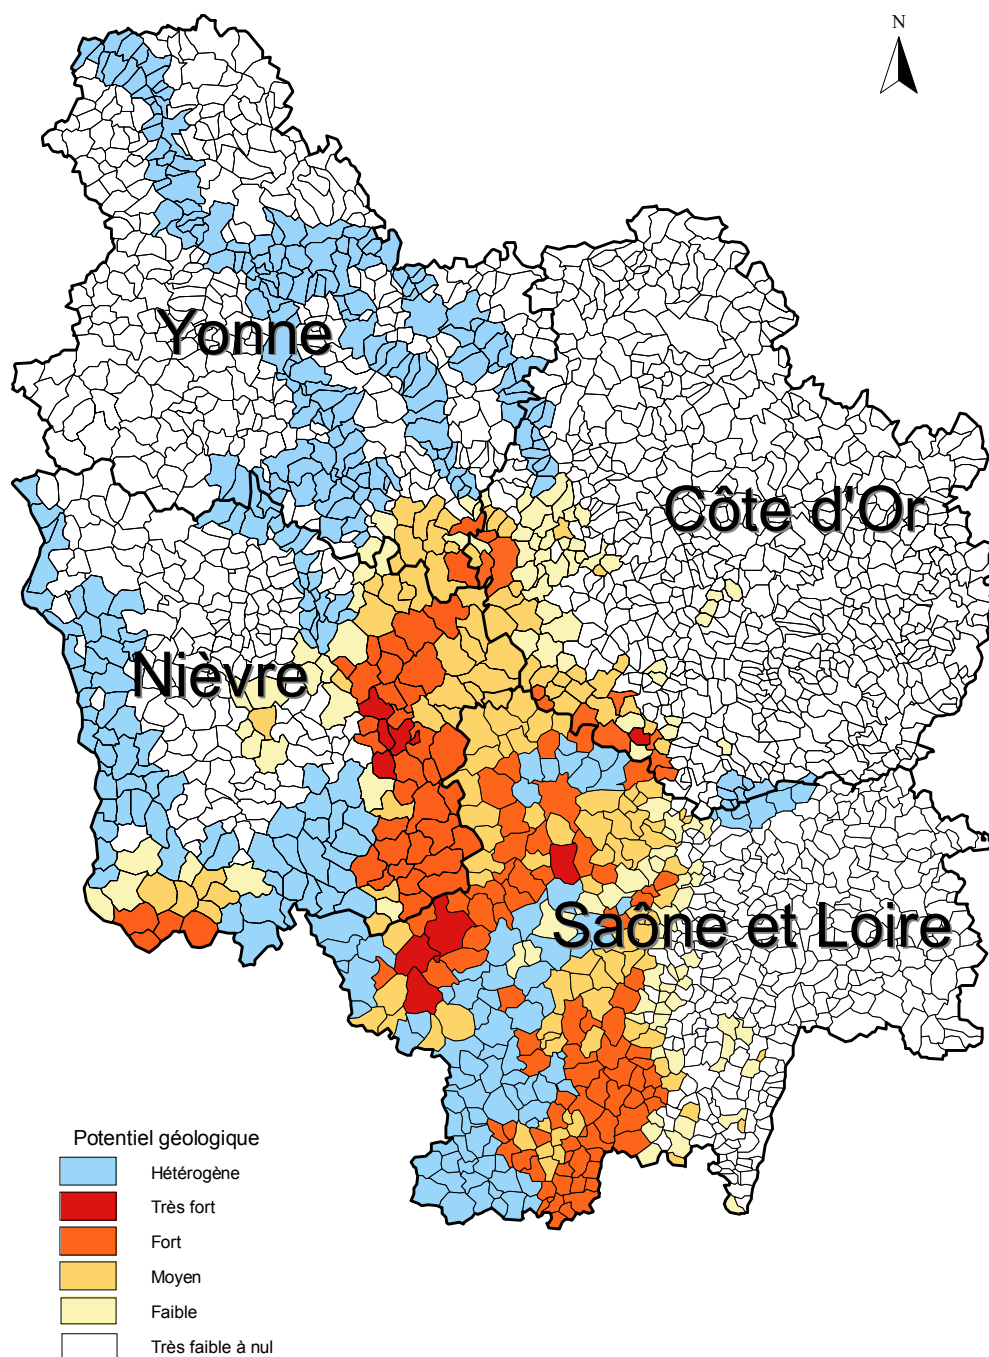 N
Yonne
Côte d'Or
Nièvre
Saône et Loire
Potentiel géologique
Hétérogène
Très fort
Fort
Moyen
Faible
Très faible à nul